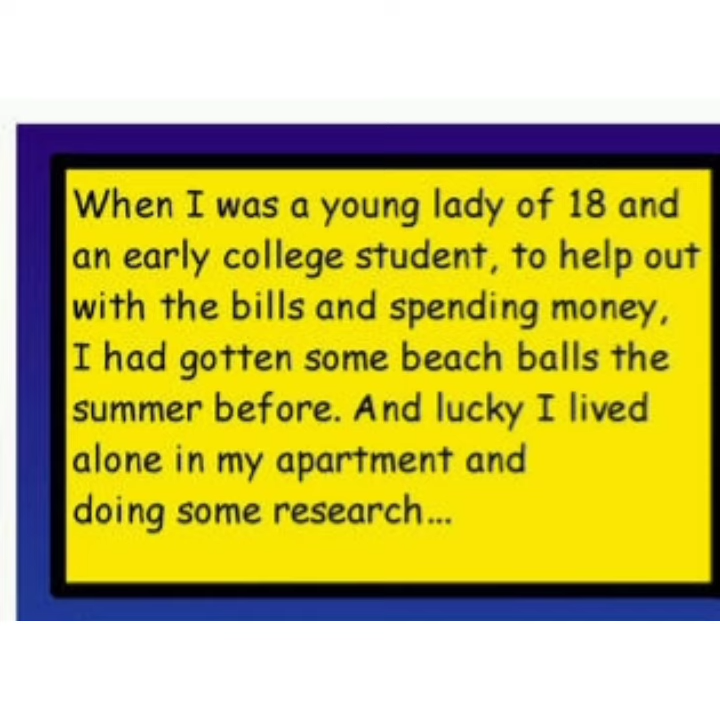 When I was a young lady of 18 and
an early college student, to help out
with the bills and spending money,
I had gotten some beach balls the
summer before. And lucky I lived
alone in my apartment and
doing some research...